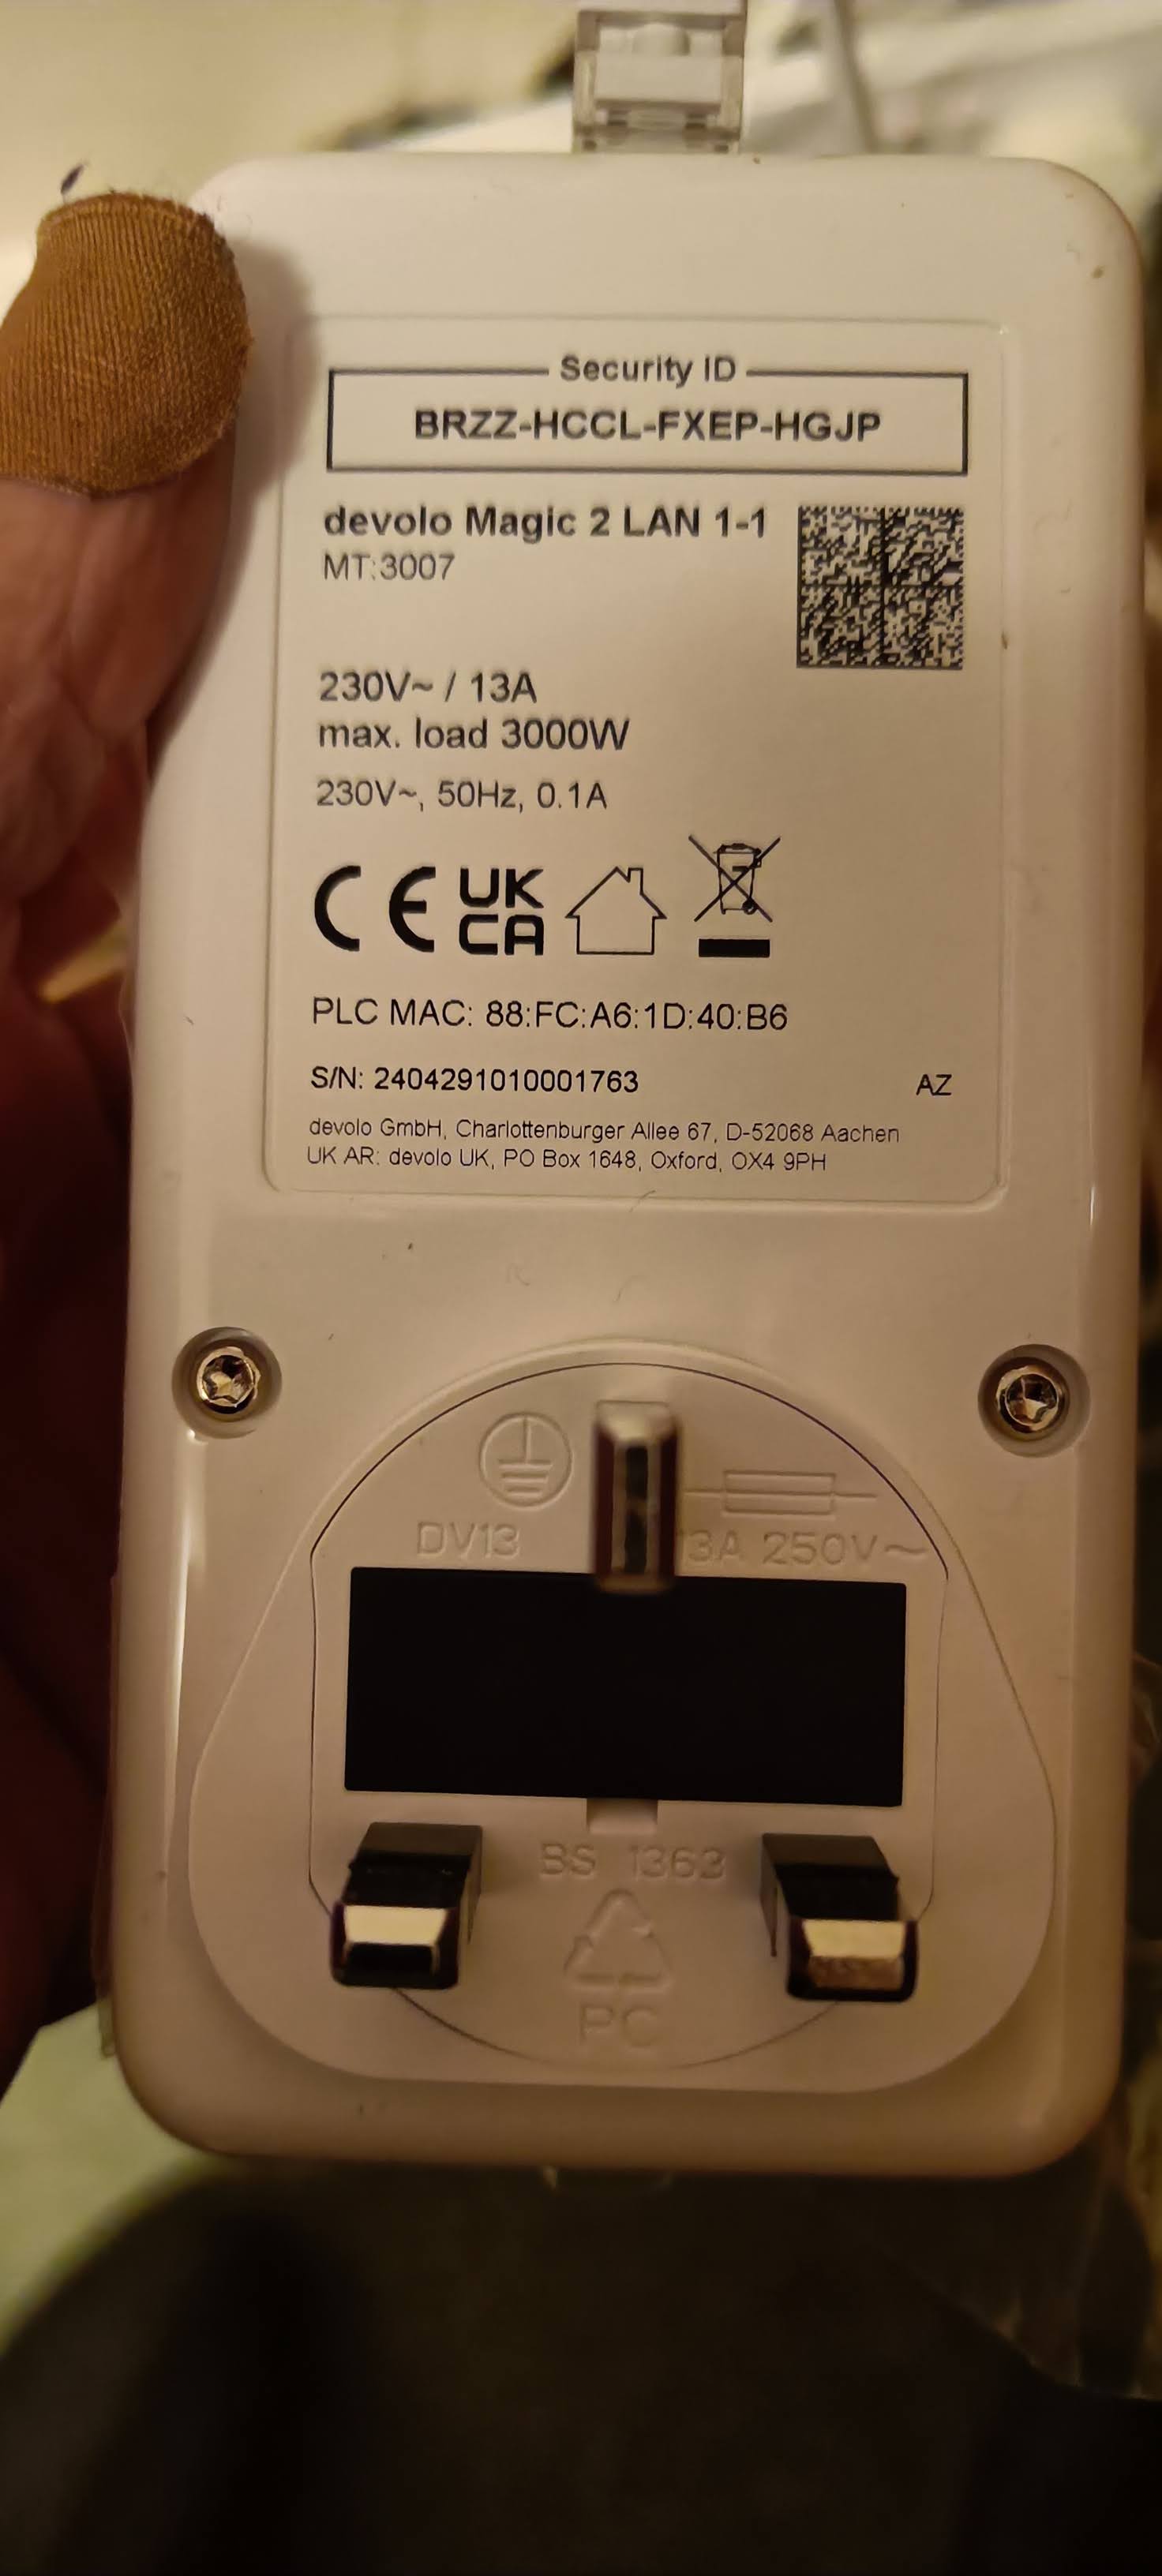 Security ID
BRZZ-HCCL-FXEP-HGJP
devolo Magic 2 LAN 1-1
MT:3007
230V~ / 13A
max. load 3000W
230V~, 50Hz, 0.1A
CE UK CA
PLC MAC: 88:FC:A6:1D:40:B6
S/N: 2404291010001763 AZ
devolo GmbH, Charlottenburger Allee 67, D-52068 Aachen
UK AR: devolo UK, PO Box 1648, Oxford, OX4 9PH
DV13 13A 250V~
BS 1363
PC